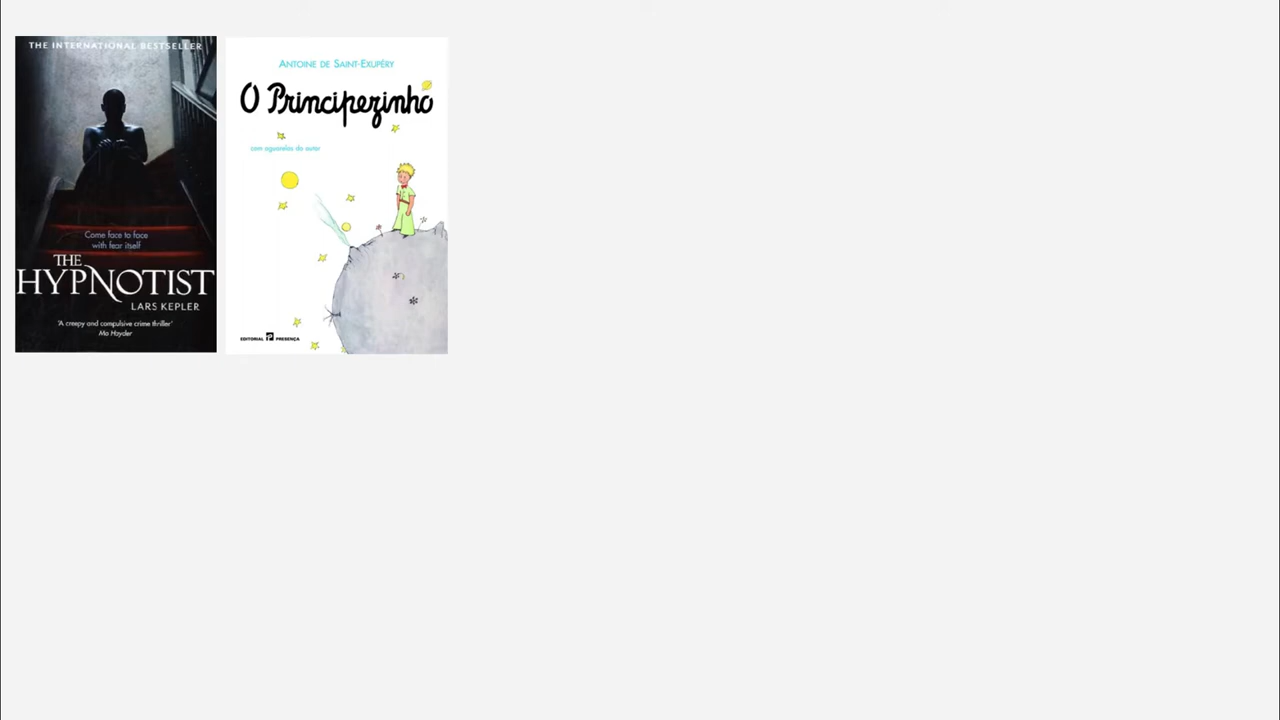 THE INTERNATIONAL BESTSELLER
Come face to face
with fear itself
THE
HYPNOTIST
LARS KEPLER
'A creepy and compulsive crime thriller'
Mo Hayder
ANTOINE DE SAINT-EXUPÉRY
O Principezinho
com aguarelas do autor
EDITORIAL P PRESENÇA